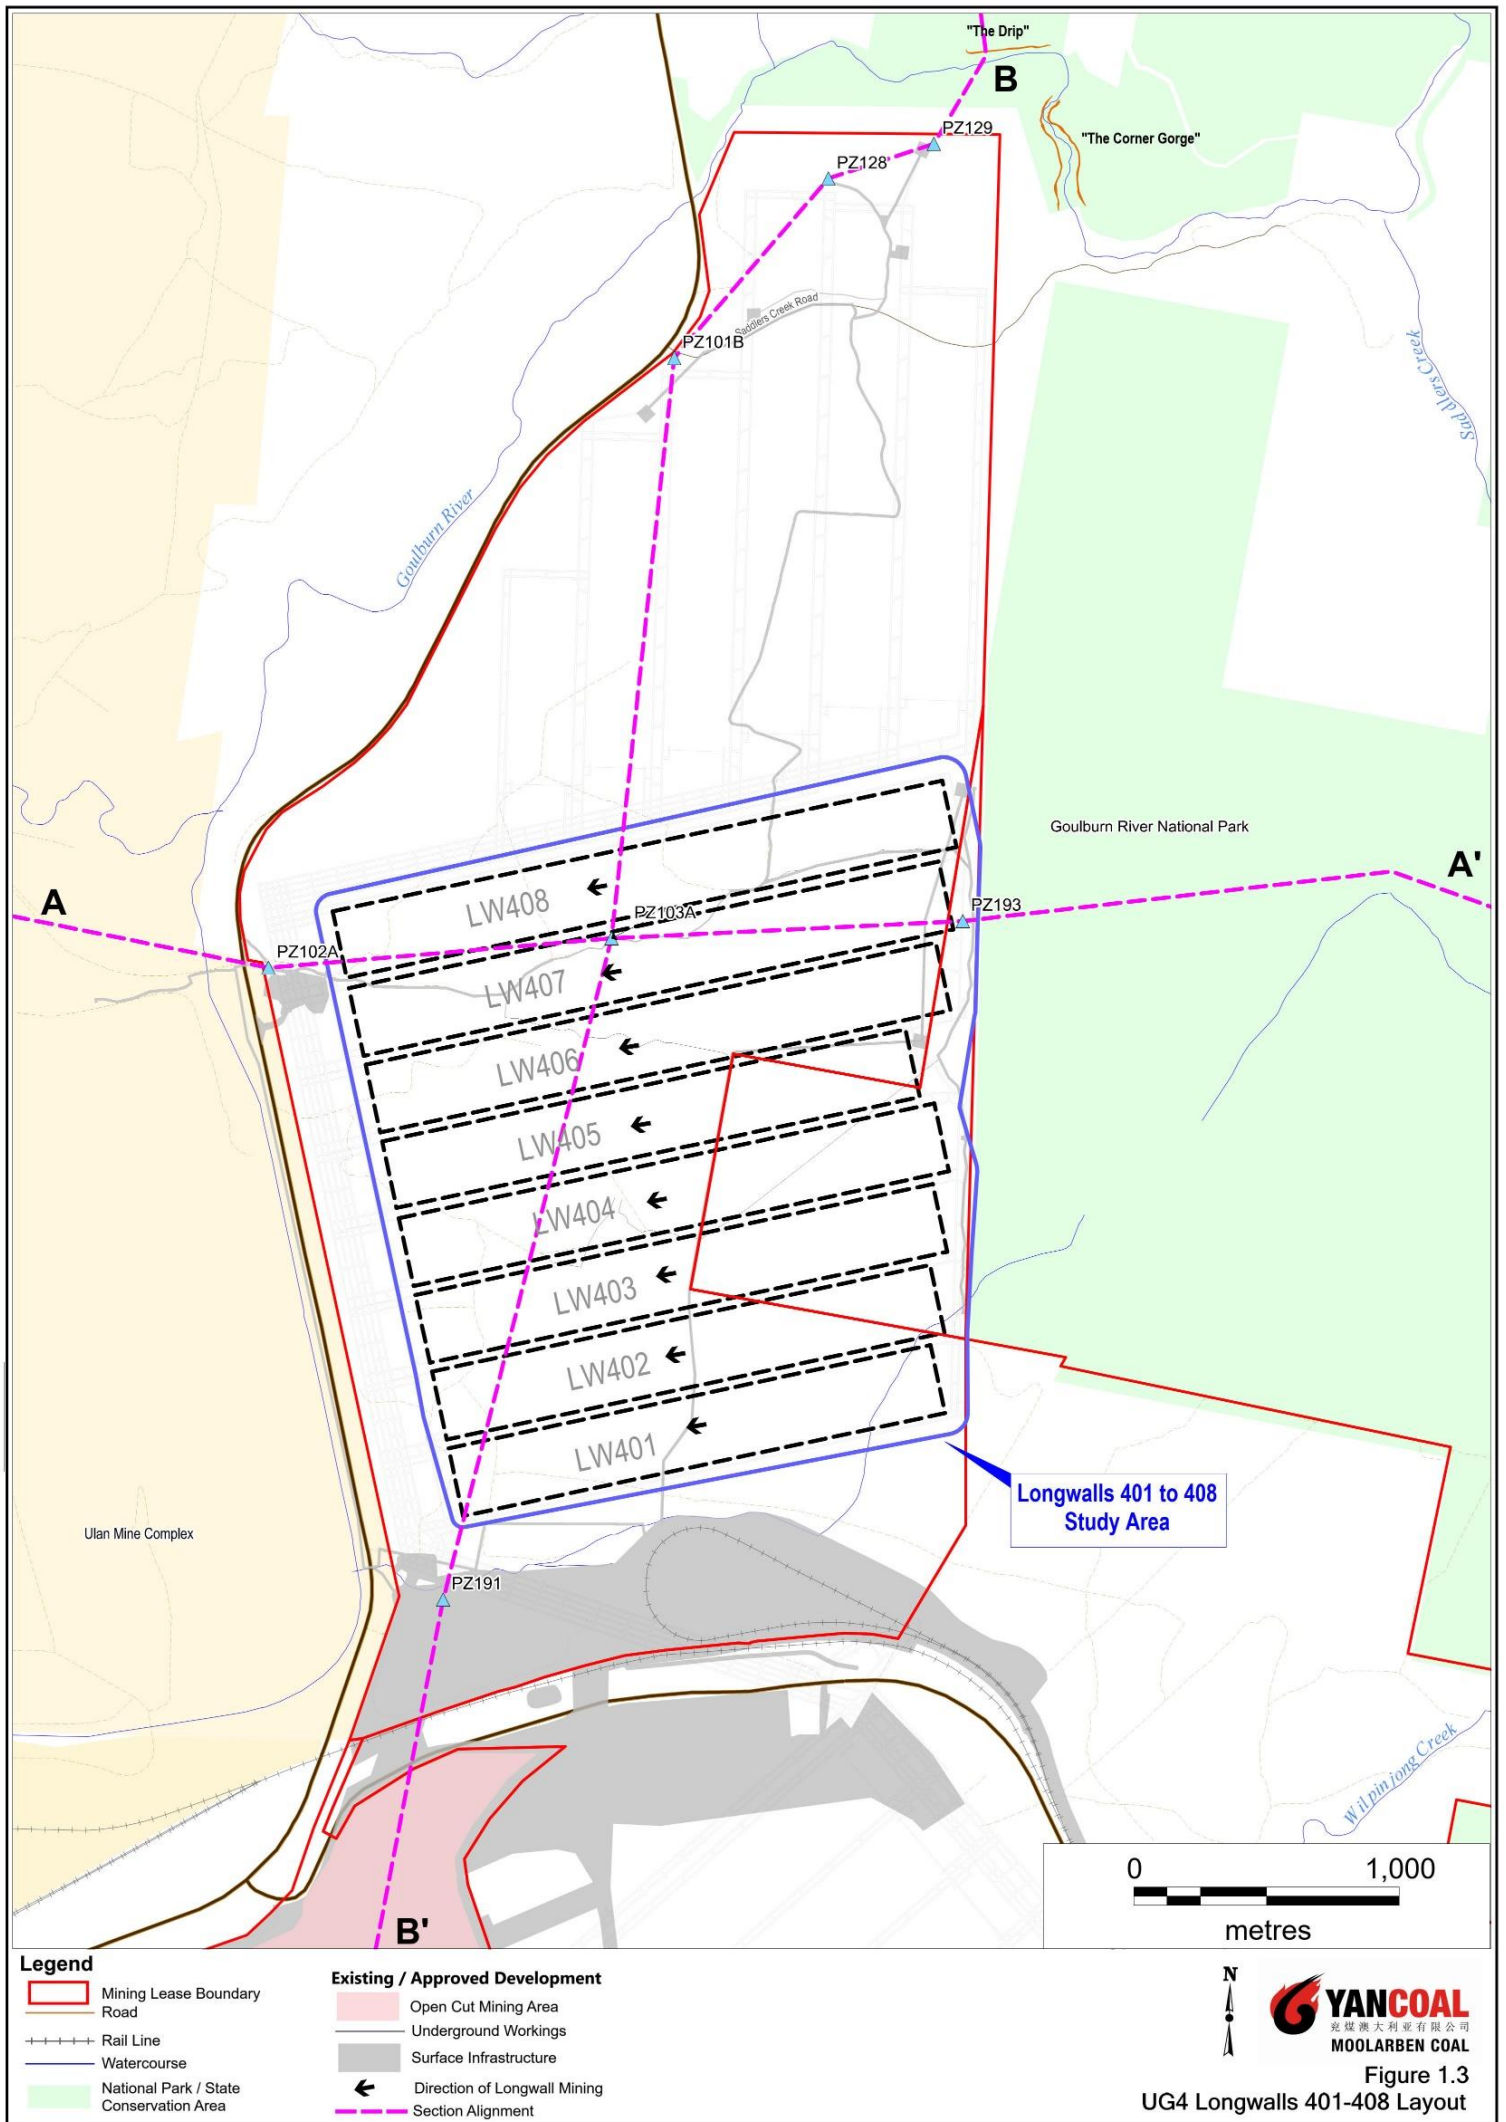 "The Drip"
B
PZ129
"The Corner Gorge"
PZ128
Saddlers Creek Road
PZ101B
Saddlers Creek
Goulburn River
Goulburn River National Park
A
A'
LW408
PZ103A
PZ193
PZ102A
LW407
LW406
LW405
LW404
LW403
LW402
LW401
Longwalls 401 to 408
Study Area
Ulan Mine Complex
PZ191
Wilpinjong Creek
0 1,000
metres
B'
Legend
Mining Lease Boundary
Road
Rail Line
Watercourse
National Park / State
Conservation Area
Existing / Approved Development
Open Cut Mining Area
Underground Workings
Surface Infrastructure
Direction of Longwall Mining
Section Alignment
N
YANCOAL
兖煤澳大利亚有限公司
MOOLARBEN COAL
Figure 1.3
UG4 Longwalls 401-408 Layout